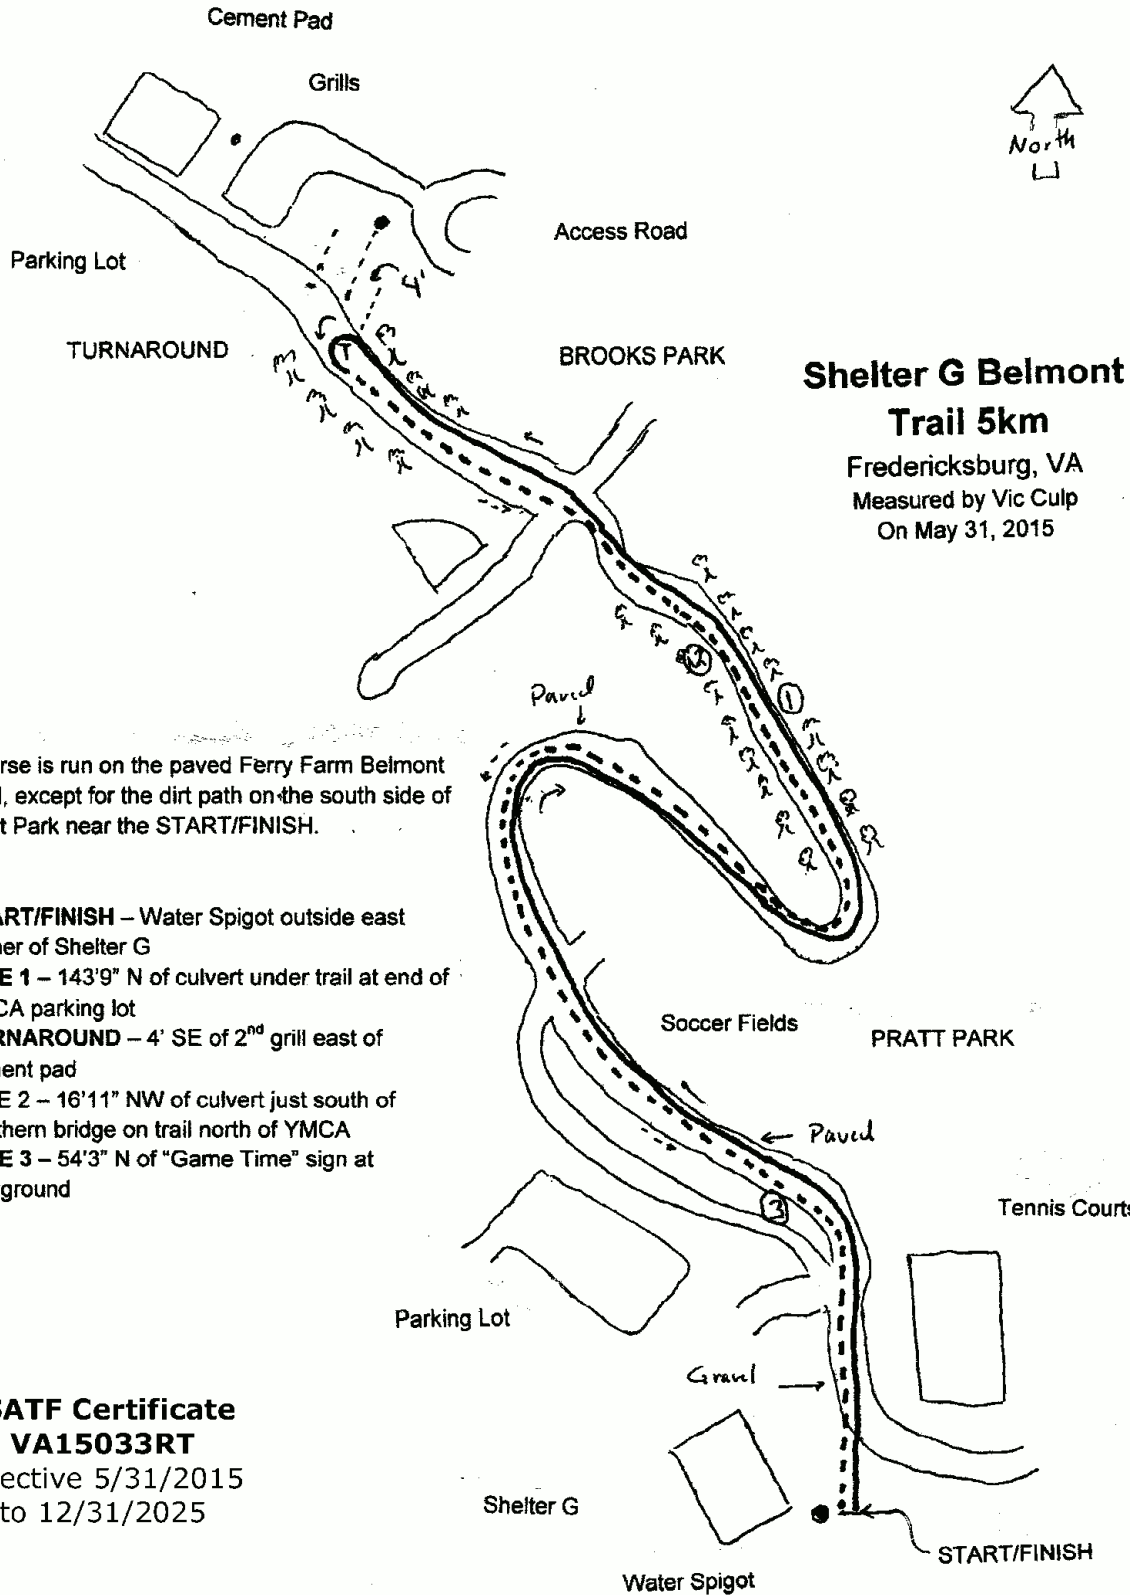 Cement Pad
Grills
North
Access Road
Parking Lot
4'
TURNAROUND
T
BROOKS PARK
Shelter G Belmont
Trail 5km
Fredericksburg, VA
Measured by Vic Culp
On May 31, 2015
2
1
Paved
rse is run on the paved Ferry Farm Belmont
, except for the dirt path on the south side of
t Park near the START/FINISH.
ART/FINISH – Water Spigot outside east
ner of Shelter G
E 1 – 143'9" N of culvert under trail at end of
CA parking lot
RNAROUND – 4' SE of 2nd grill east of
ent pad
E 2 – 16'11" NW of culvert just south of
thern bridge on trail north of YMCA
E 3 – 54'3" N of "Game Time" sign at
ground
Soccer Fields
PRATT PARK
Paved
3
Tennis Courts
Parking Lot
Gravel
SATF Certificate
VA15033RT
ective 5/31/2015
to 12/31/2025
Shelter G
START/FINISH
Water Spigot